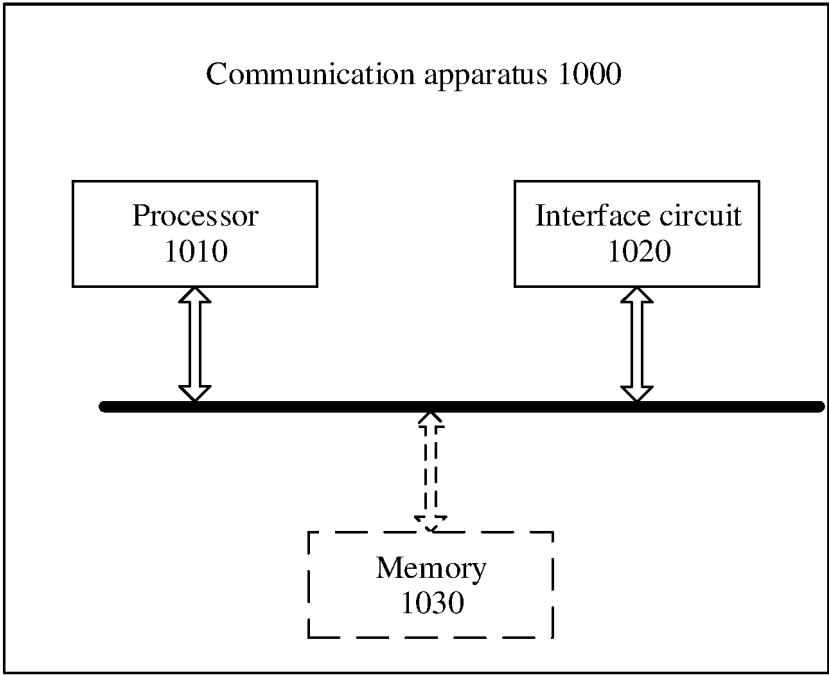 Communication apparatus 1000
Processor
1010
Interface circuit
1020
Memory
1030